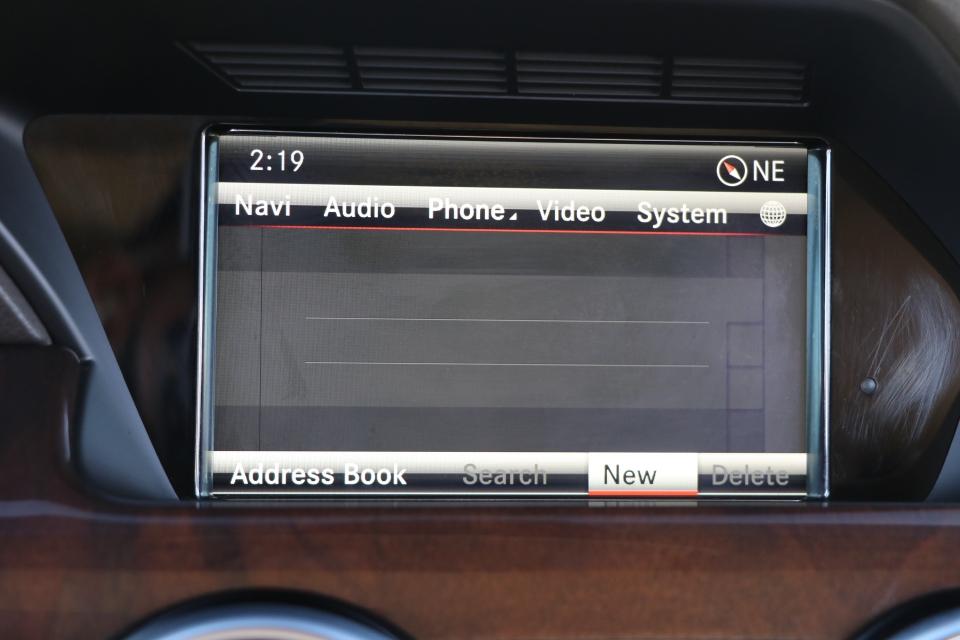 2:19 NE
Navi Audio Phone Video System
Address Book Search New Delete